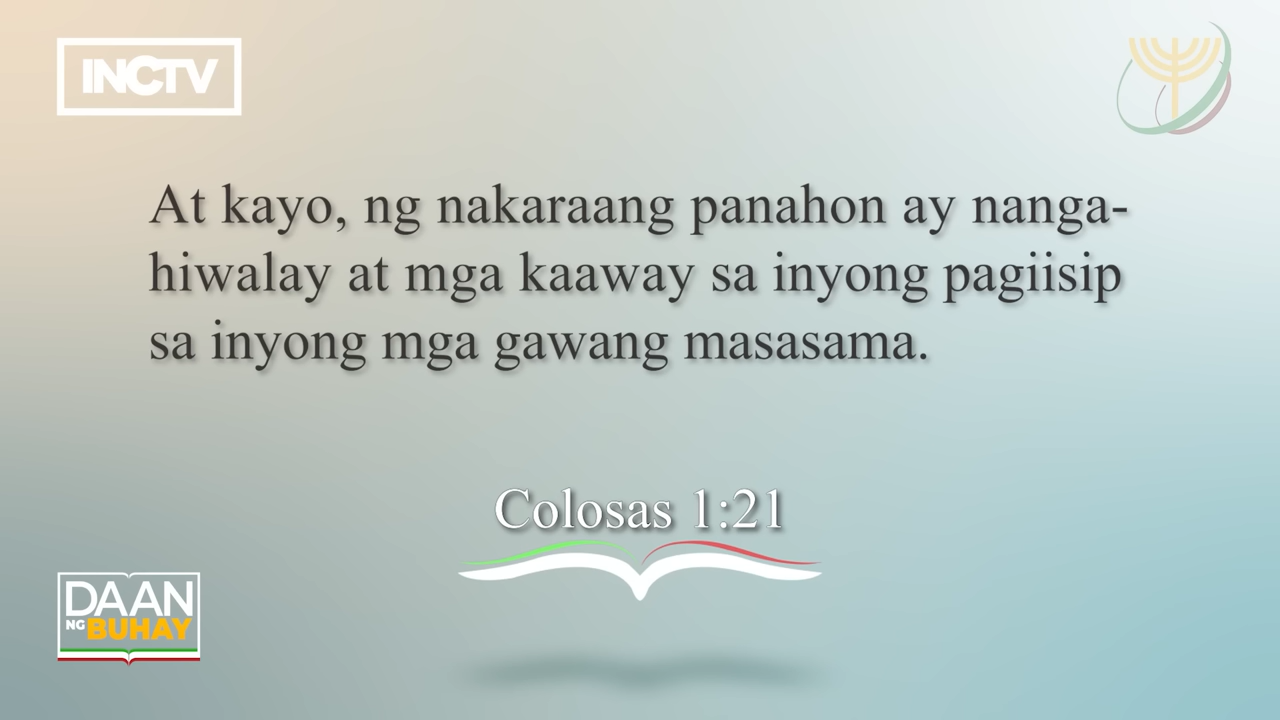 INCTV
At kayo, ng nakaraang panahon ay nanga-
hiwalay at mga kaaway sa inyong pagiisip
sa inyong mga gawang masasama.
Colosas 1:21
DAAN
NG BUHAY